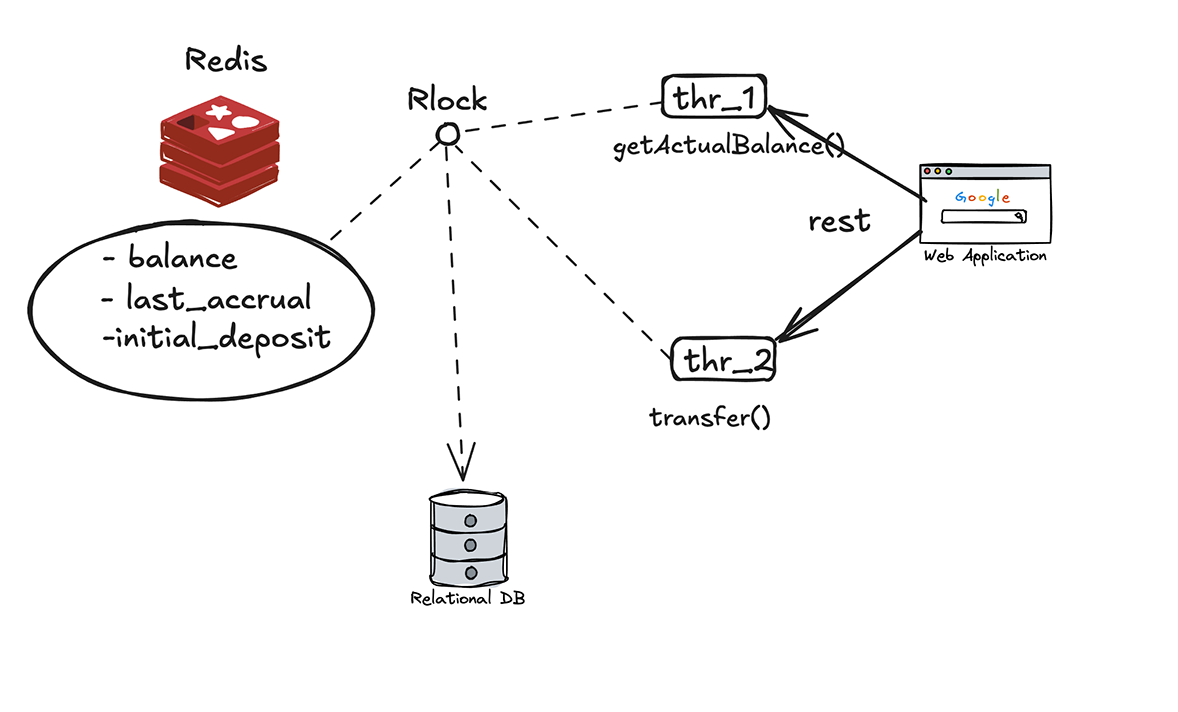 Redis
Rlock
thr_1
getActualBalance()
- balance
- last_accrual
-initial_deposit
Google
rest
Web Application
thr_2
transfer()
Relational DB